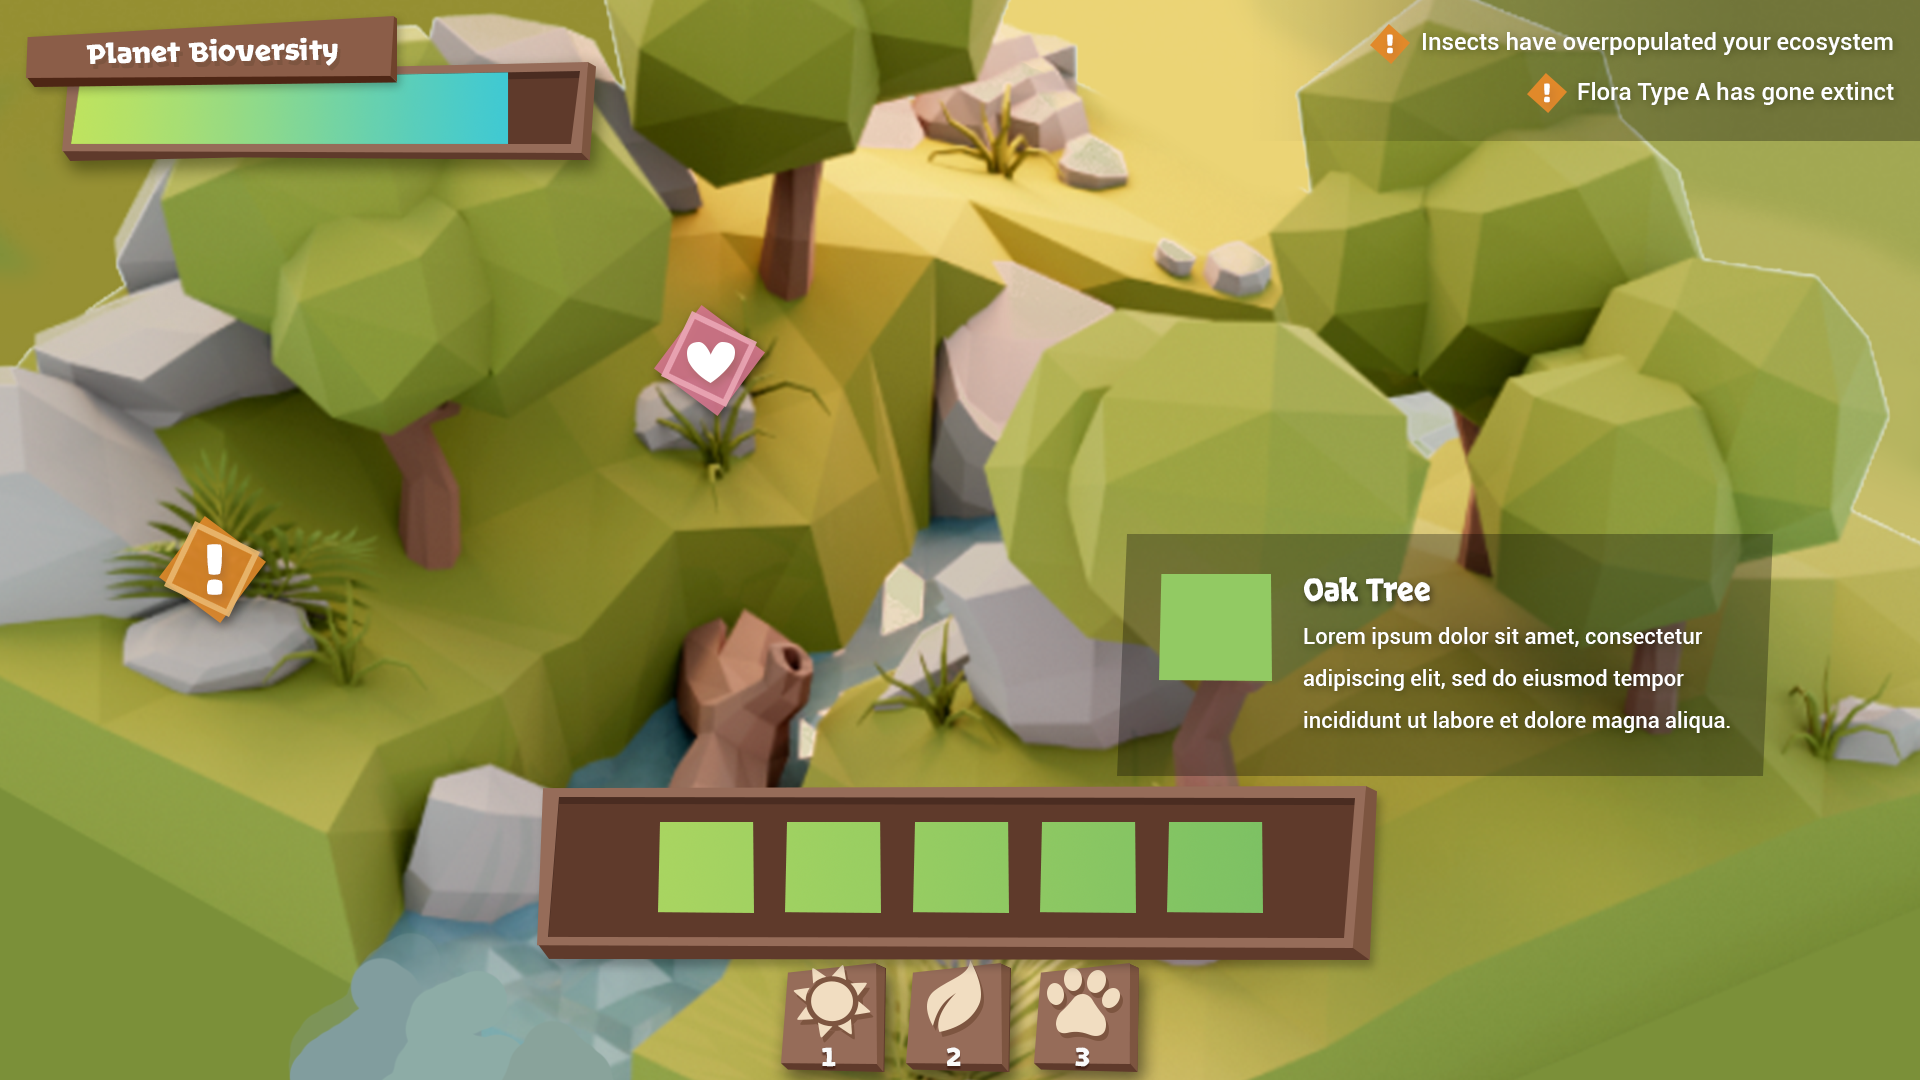 Planet Bioversity
Insects have overpopulated your ecosystem
Flora Type A has gone extinct
Oak Tree
Lorem ipsum dolor sit amet, consectetur
adipiscing elit, sed do eiusmod tempor
incididunt ut labore et dolore magna aliqua.
1 2 3